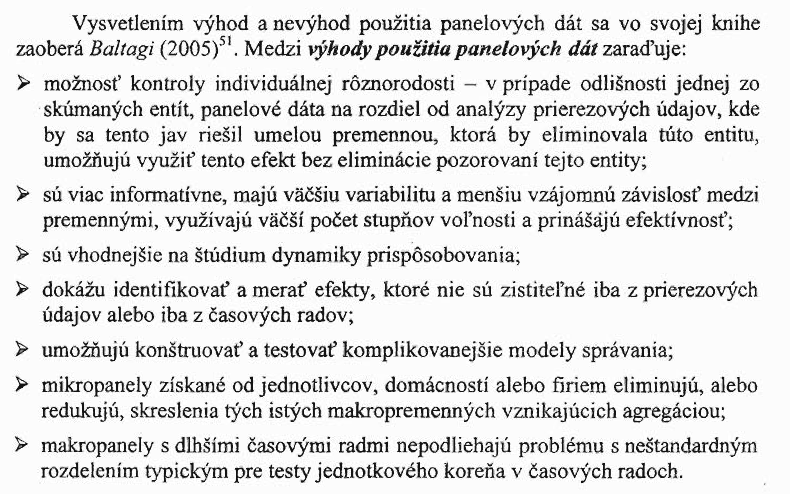 Vysvetlením výhod a nevýhod použitia panelových dát sa vo svojej knihe
zaoberá Baltagi (2005)51. Medzi výhody použitia panelových dát zaraďuje:
➢ možnosť kontroly individuálnej rôznorodosti – v prípade odlišnosti jednej zo
skúmaných entít, panelové dáta na rozdiel od analýzy prierezových údajov, kde
by sa tento jav riešil umelou premennou, ktorá by eliminovala túto entitu,
umožňujú využiť tento efekt bez eliminácie pozorovaní tejto entity;
➢ sú viac informatívne, majú väčšiu variabilitu a menšiu vzájomnú závislosť medzi
premennými, využívajú väčší počet stupňov voľnosti a prinášajú efektívnosť;
➢ sú vhodnejšie na štúdium dynamiky prispôsobovania;
➢ dokážu identifikovať a merať efekty, ktoré nie sú zistiteľné iba z prierezových
údajov alebo iba z časových radov;
➢ umožňujú konštruovať a testovať komplikovanejšie modely správania;
➢ mikropanely získané od jednotlivcov, domácností alebo firiem eliminujú, alebo
redukujú, skreslenia tých istých makropremenných vznikajúcich agregáciou;
➢ makropanely s dlhšími časovými radmi nepodliehajú problému s neštandardným
rozdelením typickým pre testy jednotkového koreňa v časových radoch.